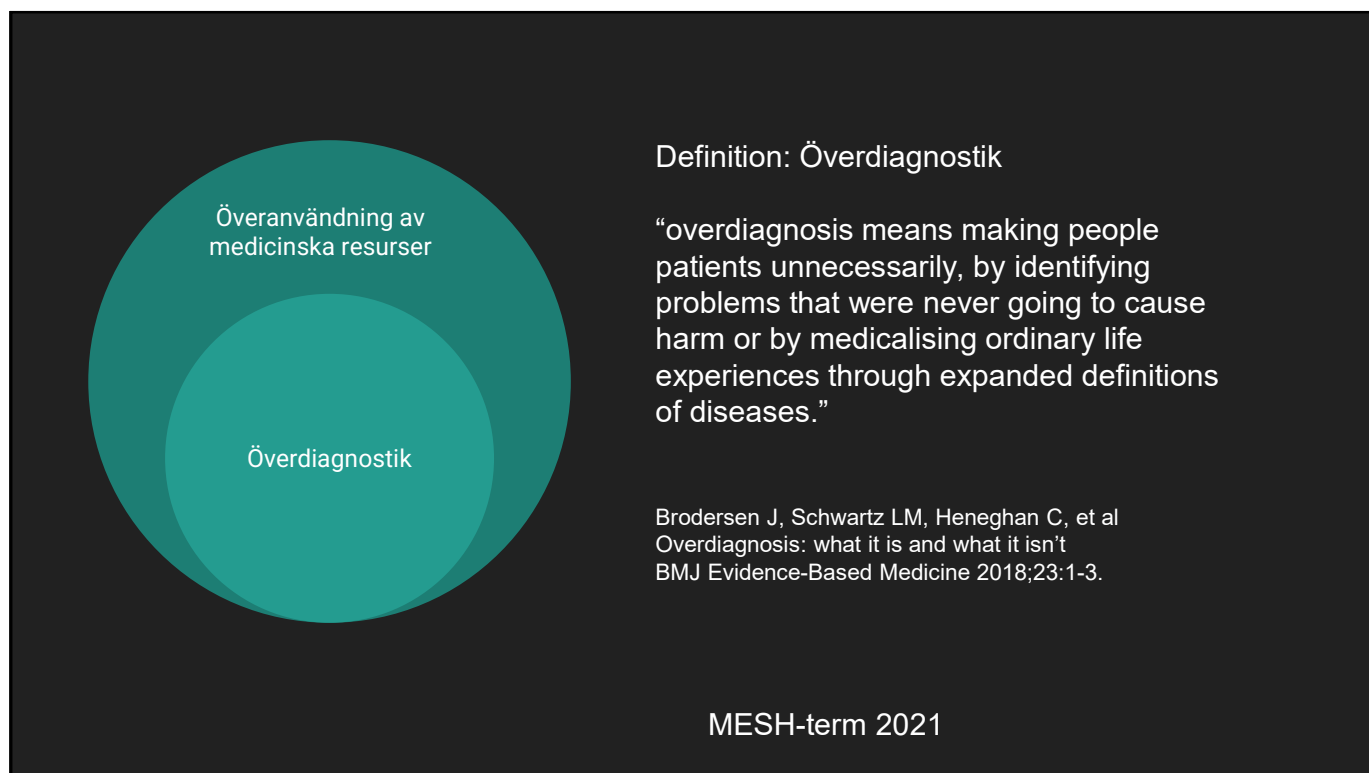 Överanvändning av
medicinska resurser
Överdiagnostik
Definition: Överdiagnostik
“overdiagnosis means making people
patients unnecessarily, by identifying
problems that were never going to cause
harm or by medicalising ordinary life
experiences through expanded definitions
of diseases.”
Brodersen J, Schwartz LM, Heneghan C, et al
Overdiagnosis: what it is and what it isn’t
BMJ Evidence-Based Medicine 2018;23:1-3.
MESH-term 2021